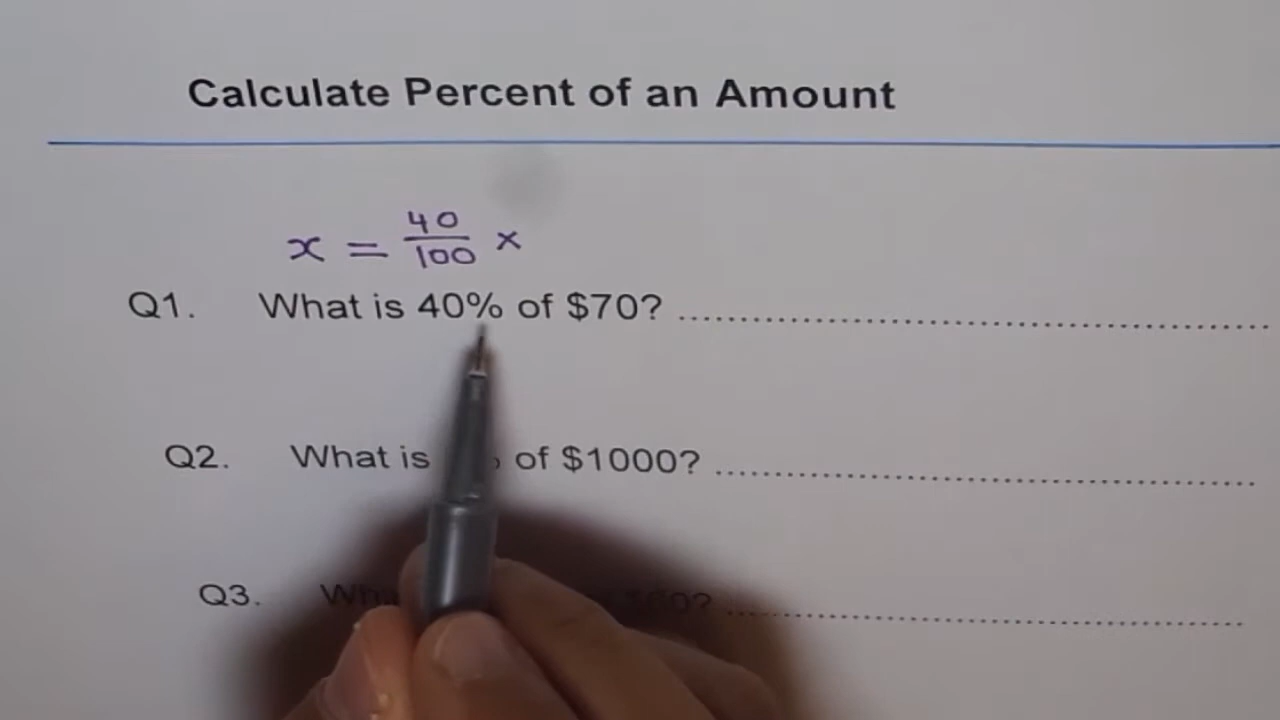 Calculate Percent of an Amount
x = 40/100 ×
Q1. What is 40% of $70? ................................................
Q2. What is of $1000? ................................................
Q3. ................................................